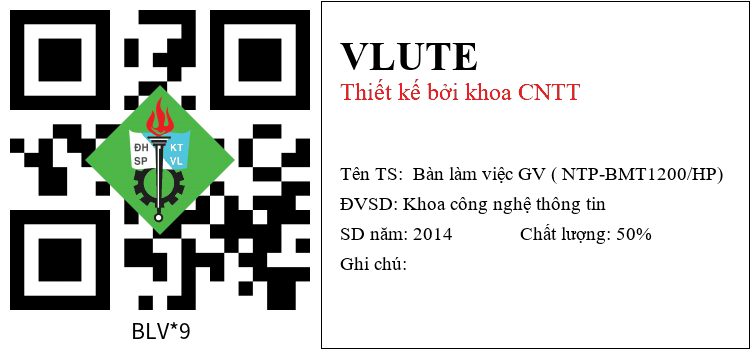 ĐH KT
SP VL
BLV*9
VLUTE
Thiết kế bởi khoa CNTT
Tên TS: Bàn làm việc GV ( NTP-BMT1200/HP)
ĐVSD: Khoa công nghệ thông tin
SD năm: 2014 Chất lượng: 50%
Ghi chú: